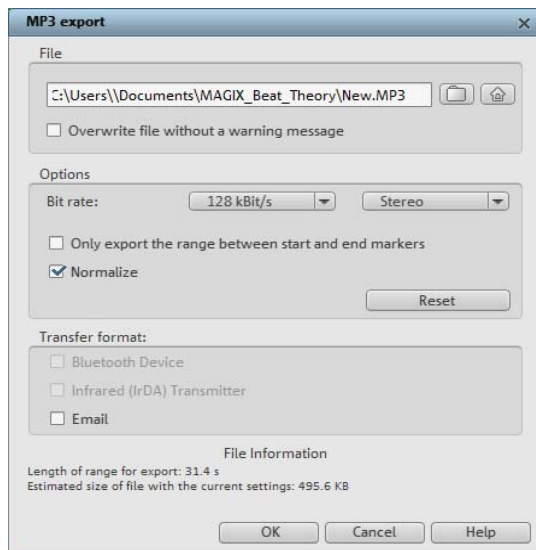 MP3 export
File
C:\Users\\Documents\MAGIX_Beat_Theory\New.MP3
Overwrite file without a warning message
Options
Bit rate: 128 kBit/s Stereo
Only export the range between start and end markers
Normalize
Reset
Transfer format:
Bluetooth Device
Infrared (IrDA) Transmitter
Email
File Information
Length of range for export: 31.4 s
Estimated size of file with the current settings: 495.6 KB
OK Cancel Help